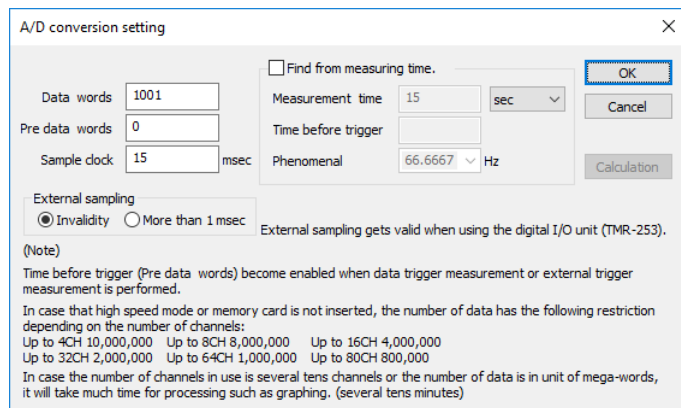 A/D conversion setting
Find from measuring time.
OK
Data words 1001
Measurement time 15 sec
Cancel
Pre data words 0
Time before trigger
Sample clock 15 msec
Phenomenal 66.6667 Hz
Calculation
External sampling
Invalidity More than 1 msec
External sampling gets valid when using the digital I/O unit (TMR-253).
(Note)
Time before trigger (Pre data words) become enabled when data trigger measurement or external trigger
measurement is performed.
In case that high speed mode or memory card is not inserted, the number of data has the following restriction
depending on the number of channels:
Up to 4CH 10,000,000 Up to 8CH 8,000,000 Up to 16CH 4,000,000
Up to 32CH 2,000,000 Up to 64CH 1,000,000 Up to 80CH 800,000
In case the number of channels in use is several tens channels or the number of data is in unit of mega-words,
it will take much time for processing such as graphing. (several tens minutes)